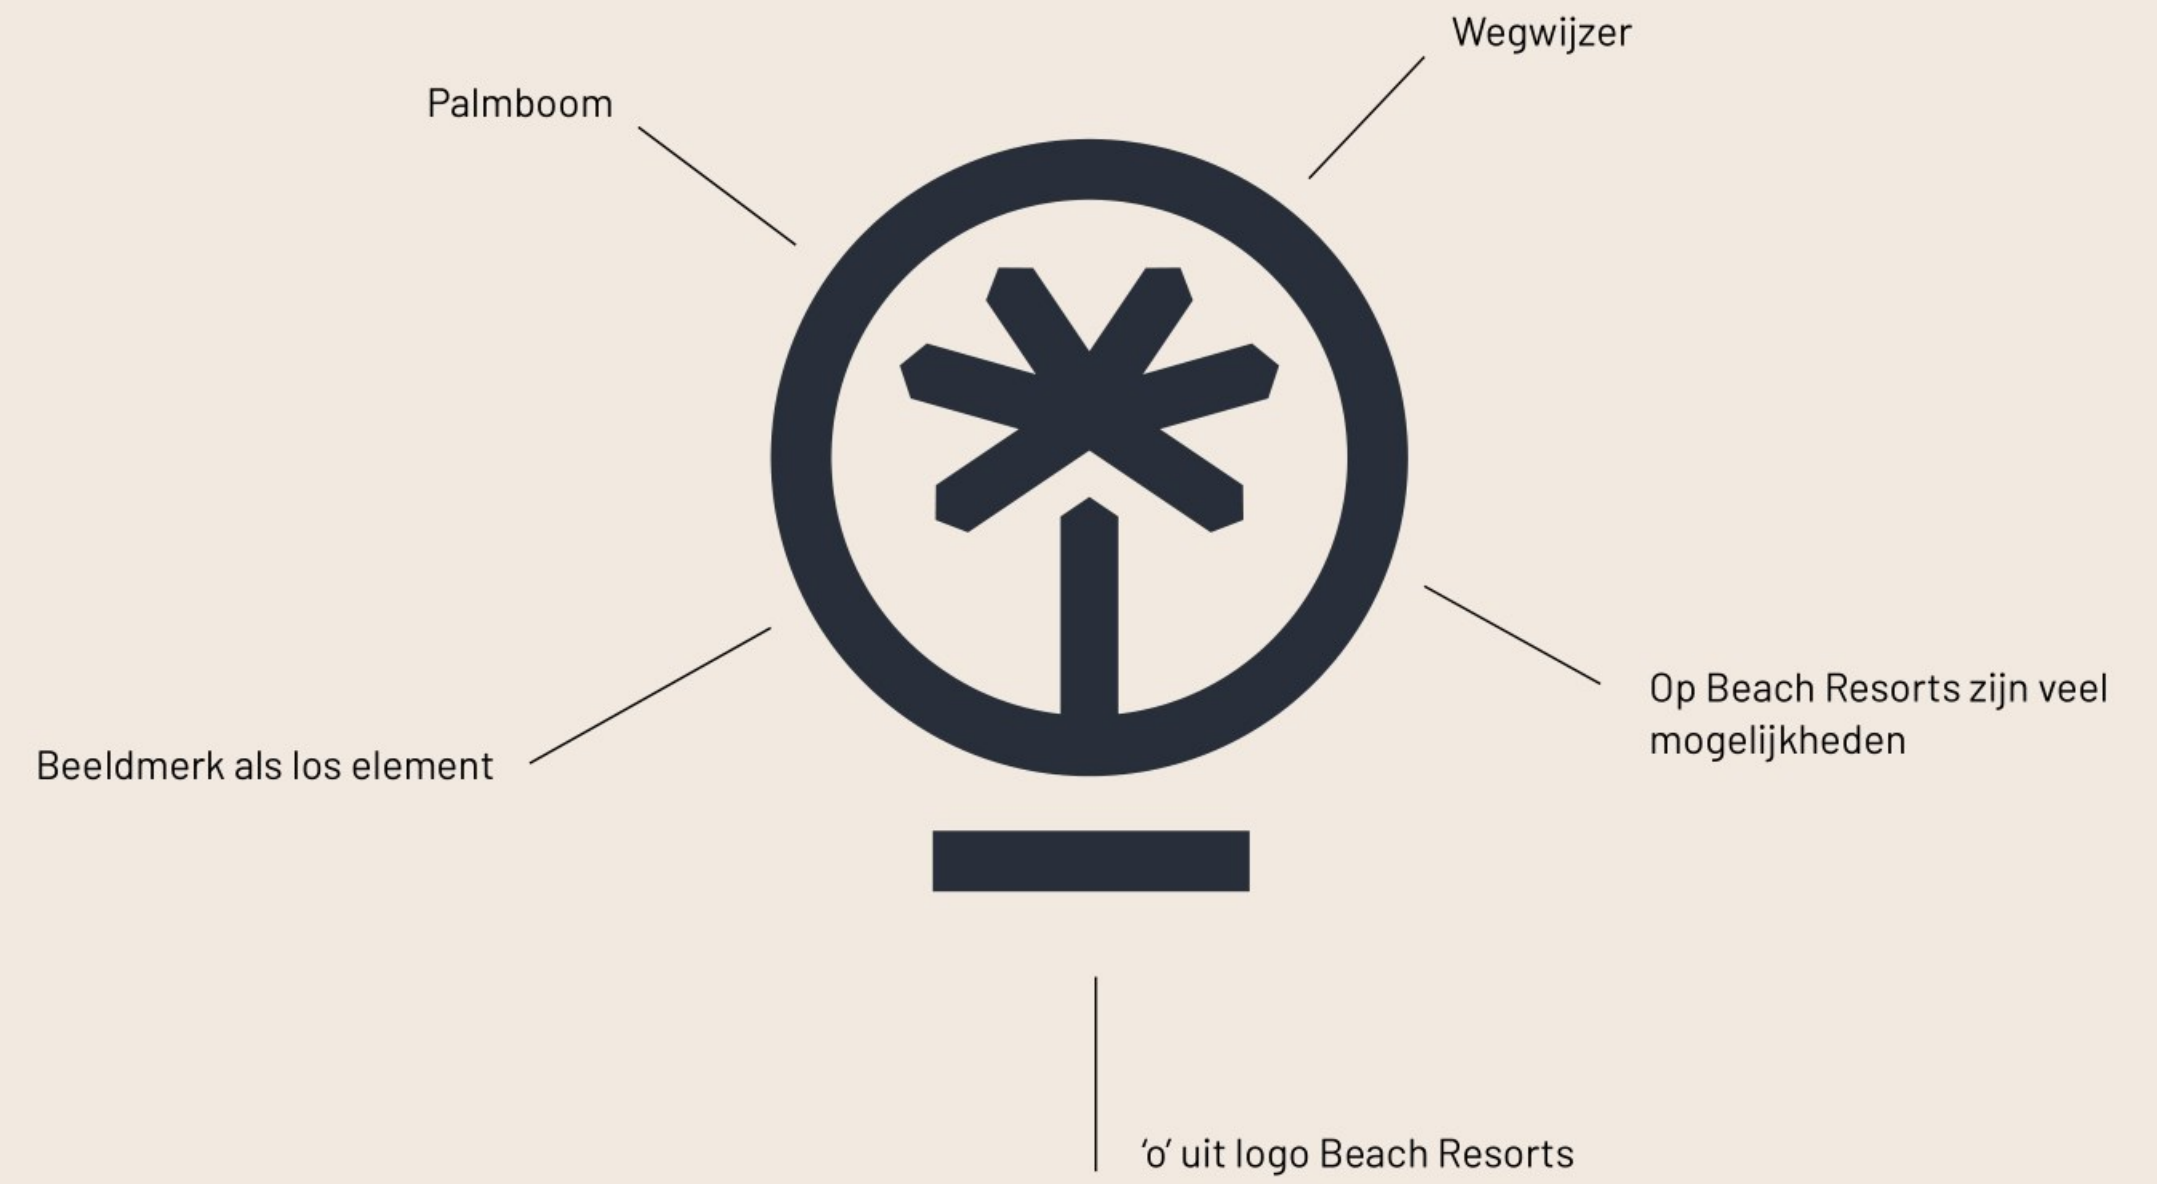 Wegwijzer
Palmboom
Op Beach Resorts zijn veel
mogelijkheden
Beeldmerk als los element
‘o’ uit logo Beach Resorts